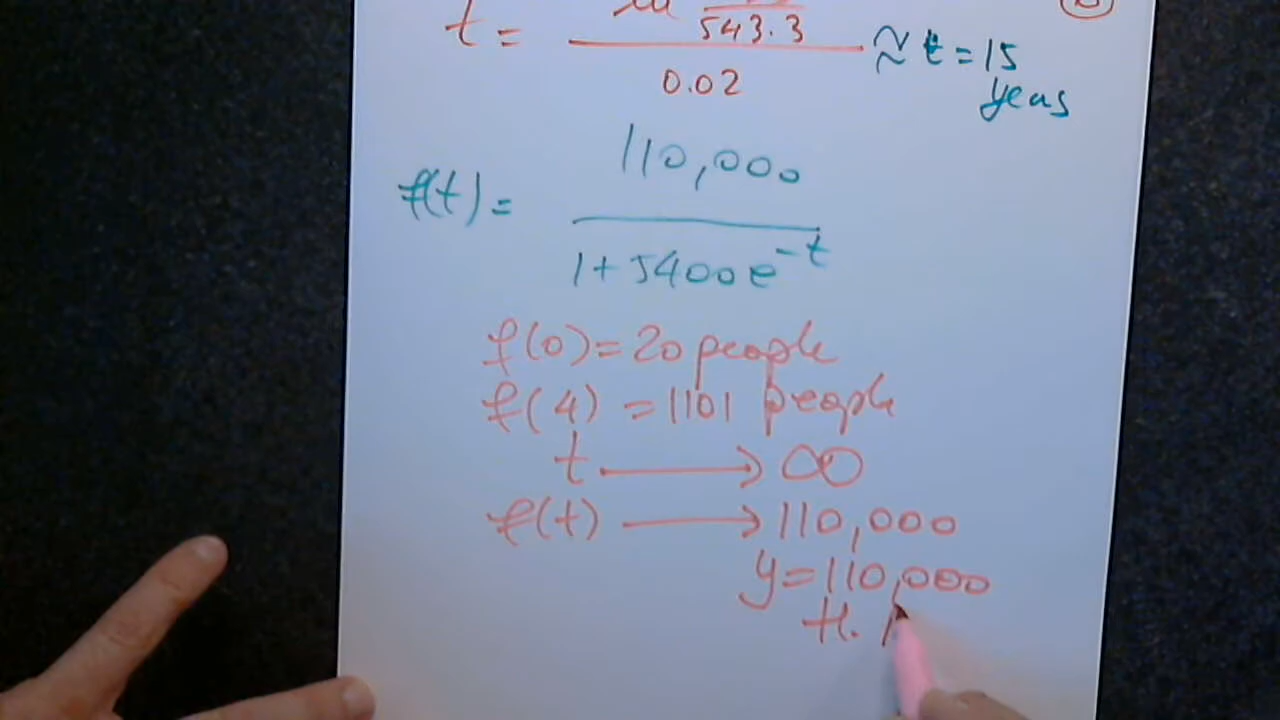 t = ln
543.3
0.02
≈ t = 15
yeas
f(t) = 110,000
1 + 5400e^-t
f(0) = 20 people
f(4) = 1101 people
t → ∞
f(t) → 110,000
y = 110,000
H.